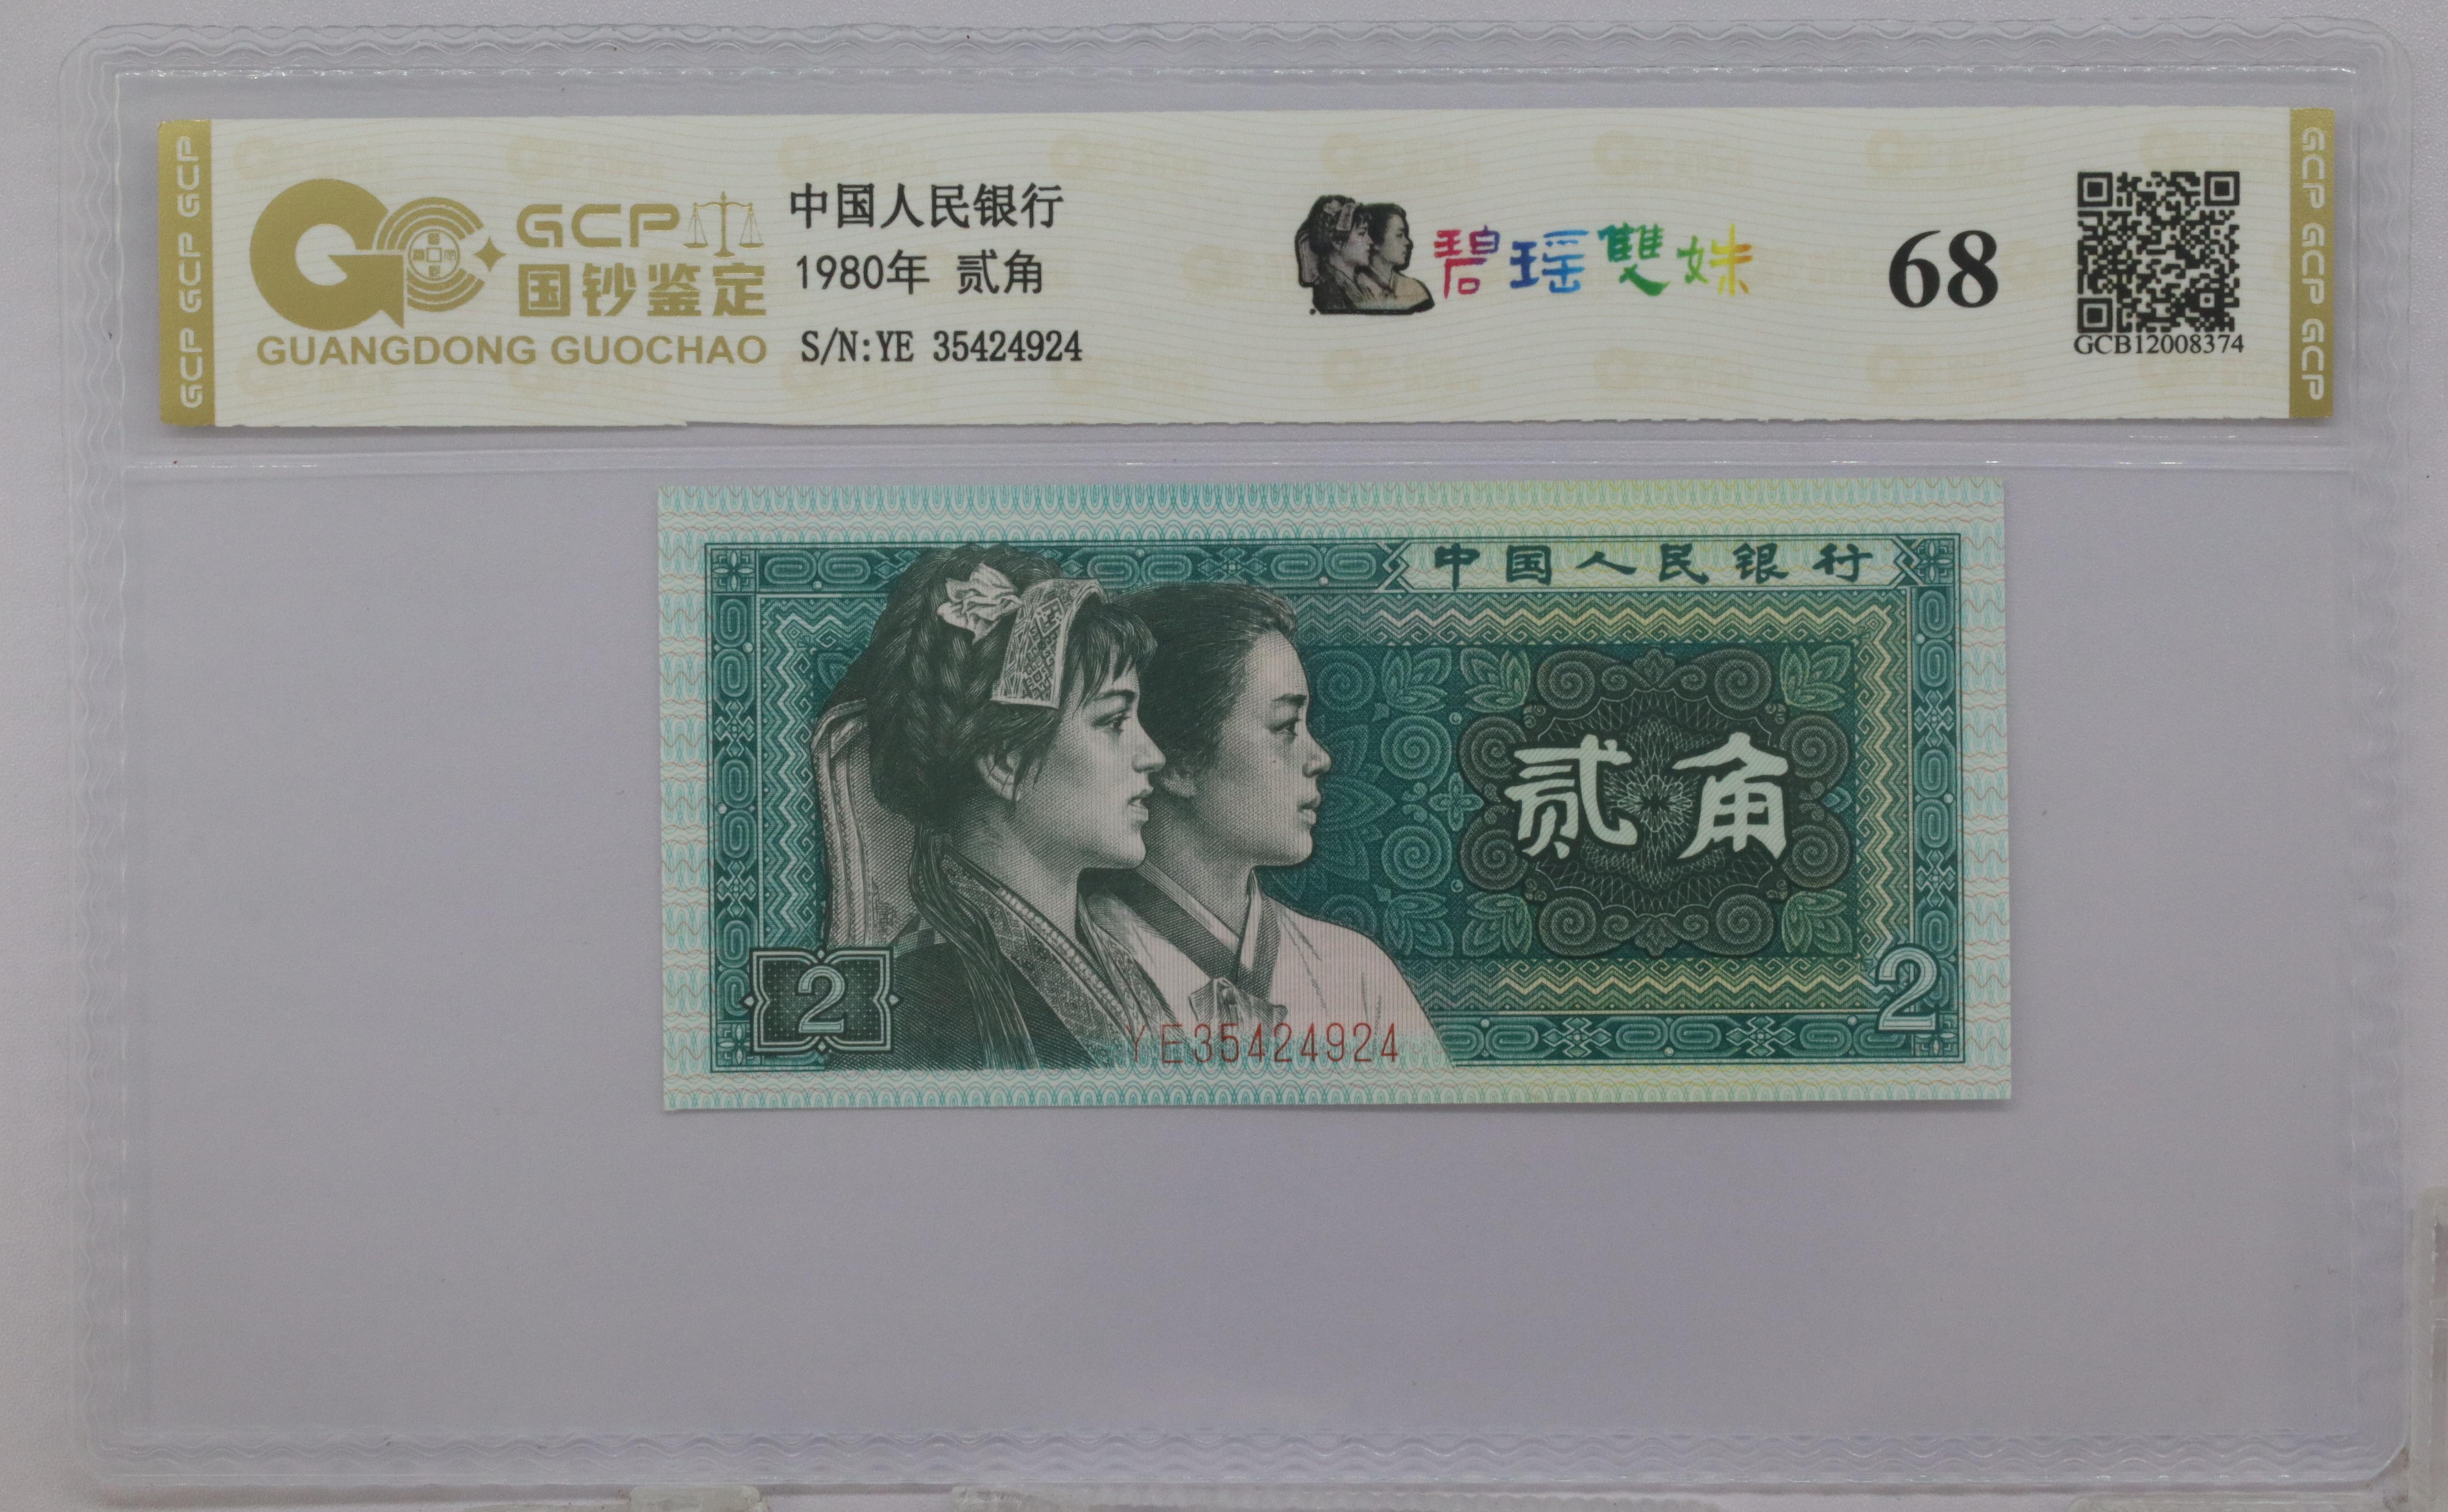 GCP GCP GCP
GCP
国钞鉴定
GUANGDONG GUOCHAO
中国人民银行
1980年 贰角
S/N:YE 35424924
碧瑶雙姝
68
GCB12008374
GCP GCP GCP
中国人民银行
贰角
2
2
YE35424924